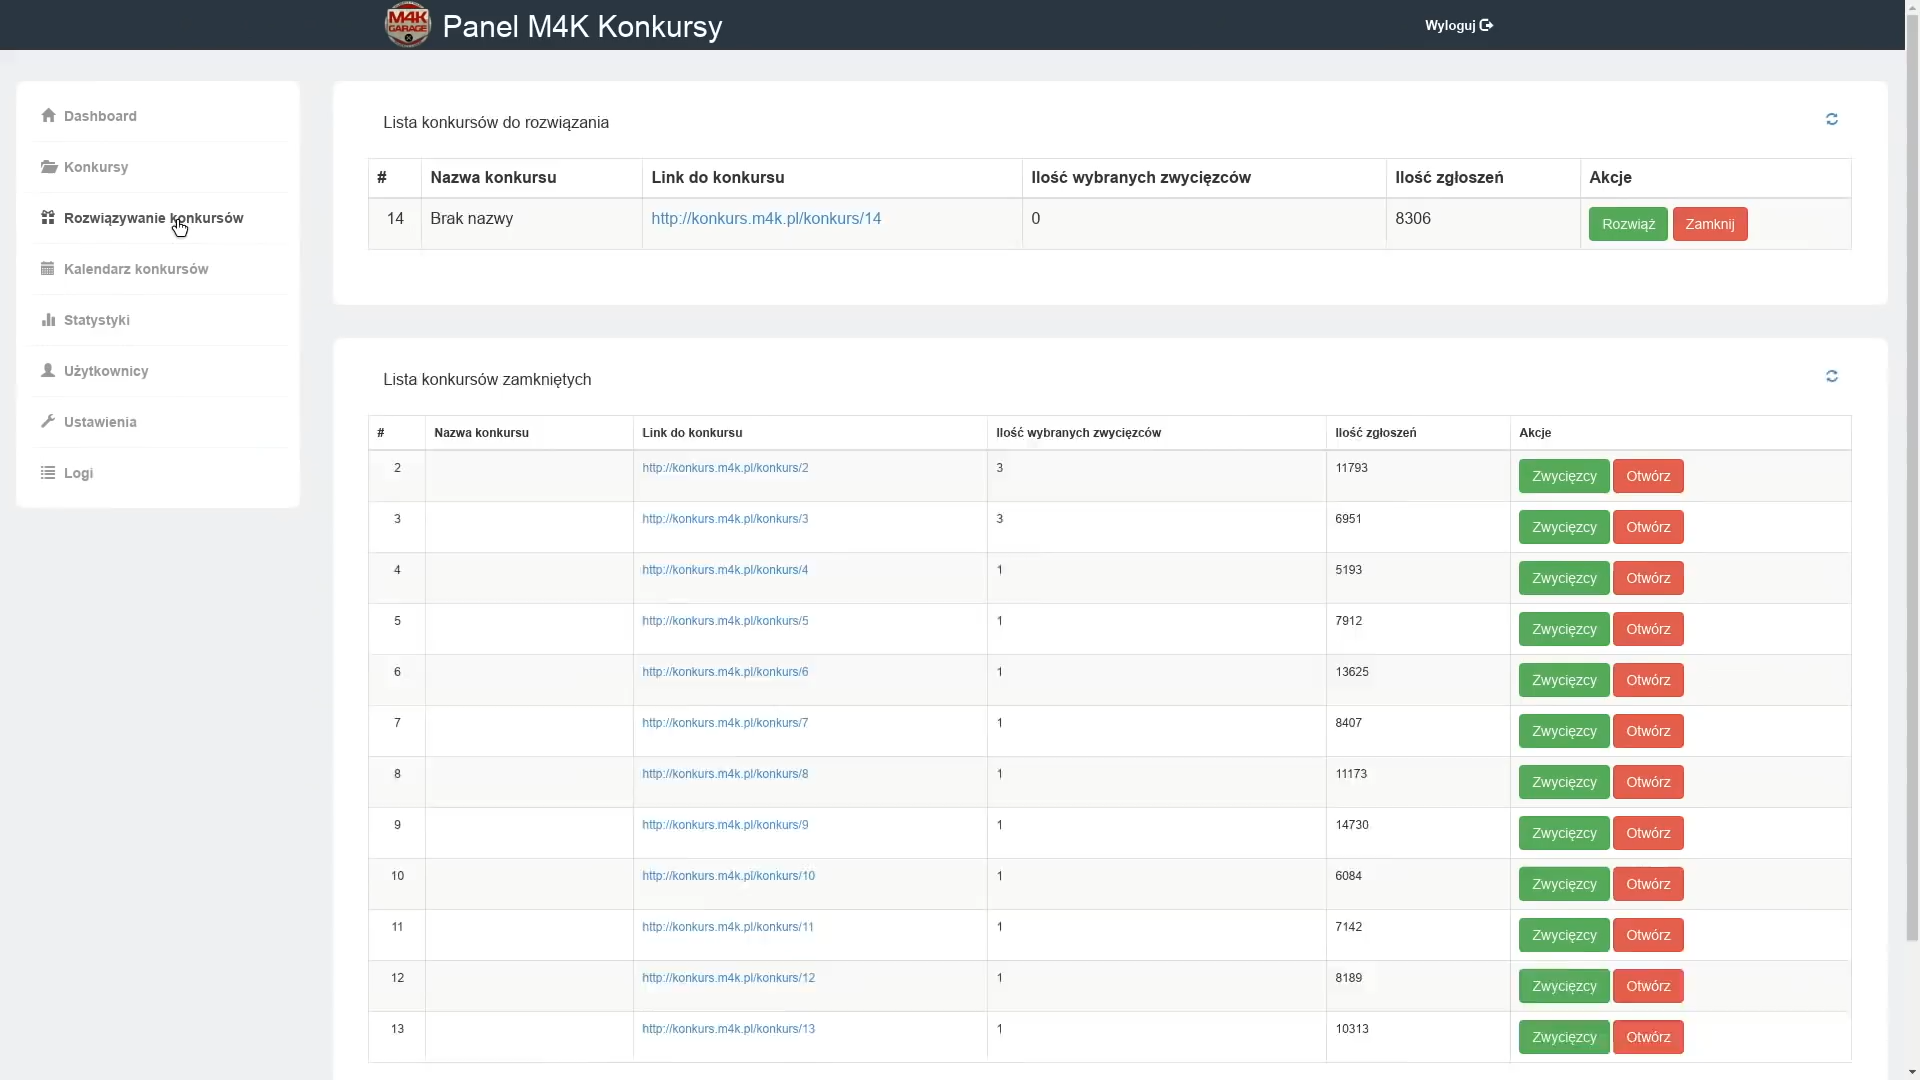 M4K GARAGE Panel M4K Konkursy Wyloguj
Dashboard
Konkursy
Rozwiązywanie konkursów
Kalendarz konkursów
Statystyki
Użytkownicy
Ustawienia
Logi
Lista konkursów do rozwiązania
# Nazwa konkursu Link do konkursu Ilość wybranych zwycięzców Ilość zgłoszeń Akcje
14 Brak nazwy http://konkurs.m4k.pl/konkurs/14 0 8306 Rozwiąż Zamknij
Lista konkursów zamkniętych
# Nazwa konkursu Link do konkursu Ilość wybranych zwycięzców Ilość zgłoszeń Akcje
2 http://konkurs.m4k.pl/konkurs/2 3 11793 Zwycięzcy Otwórz
3 http://konkurs.m4k.pl/konkurs/3 3 6951 Zwycięzcy Otwórz
4 http://konkurs.m4k.pl/konkurs/4 1 5193 Zwycięzcy Otwórz
5 http://konkurs.m4k.pl/konkurs/5 1 7912 Zwycięzcy Otwórz
6 http://konkurs.m4k.pl/konkurs/6 1 13625 Zwycięzcy Otwórz
7 http://konkurs.m4k.pl/konkurs/7 1 8407 Zwycięzcy Otwórz
8 http://konkurs.m4k.pl/konkurs/8 1 11173 Zwycięzcy Otwórz
9 http://konkurs.m4k.pl/konkurs/9 1 14730 Zwycięzcy Otwórz
10 http://konkurs.m4k.pl/konkurs/10 1 6084 Zwycięzcy Otwórz
11 http://konkurs.m4k.pl/konkurs/11 1 7142 Zwycięzcy Otwórz
12 http://konkurs.m4k.pl/konkurs/12 1 8189 Zwycięzcy Otwórz
13 http://konkurs.m4k.pl/konkurs/13 1 10313 Zwycięzcy Otwórz